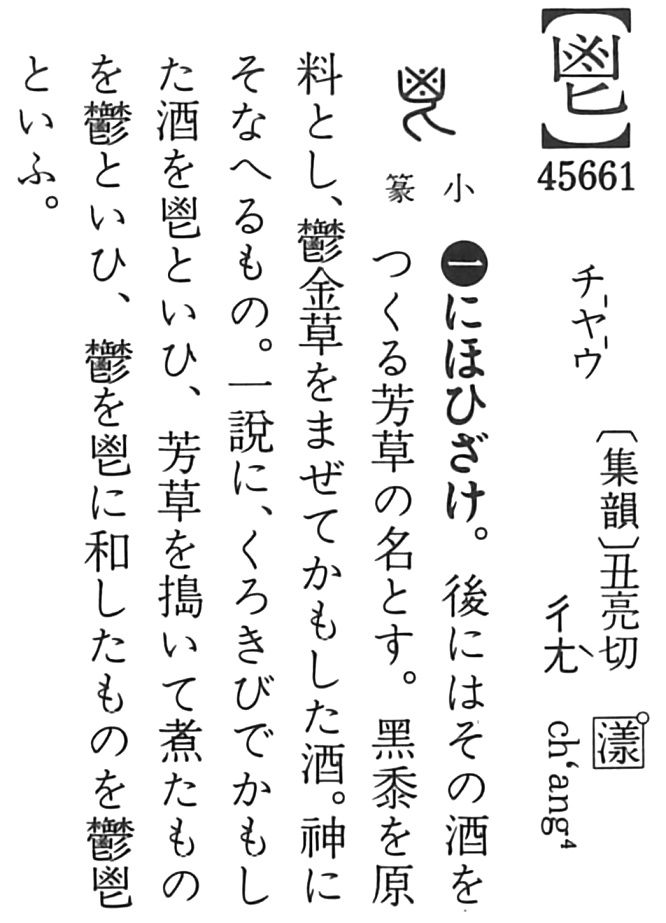 【鬯】
45661
チャウ
〔集韻〕丑亮切
漾
ㄔㄤˋ
ch‘ang⁴
小
篆
㊀にほひざけ。後にはその酒を
つくる芳草の名とす。黑黍を原
料とし、鬱金草をまぜてかもした酒。神に
そなへるもの。一說に、くろきびでかもし
た酒を鬯といひ、芳草を搗いて煮たもの
を鬱といひ、鬱を鬯に和したものを鬱鬯
といふ。